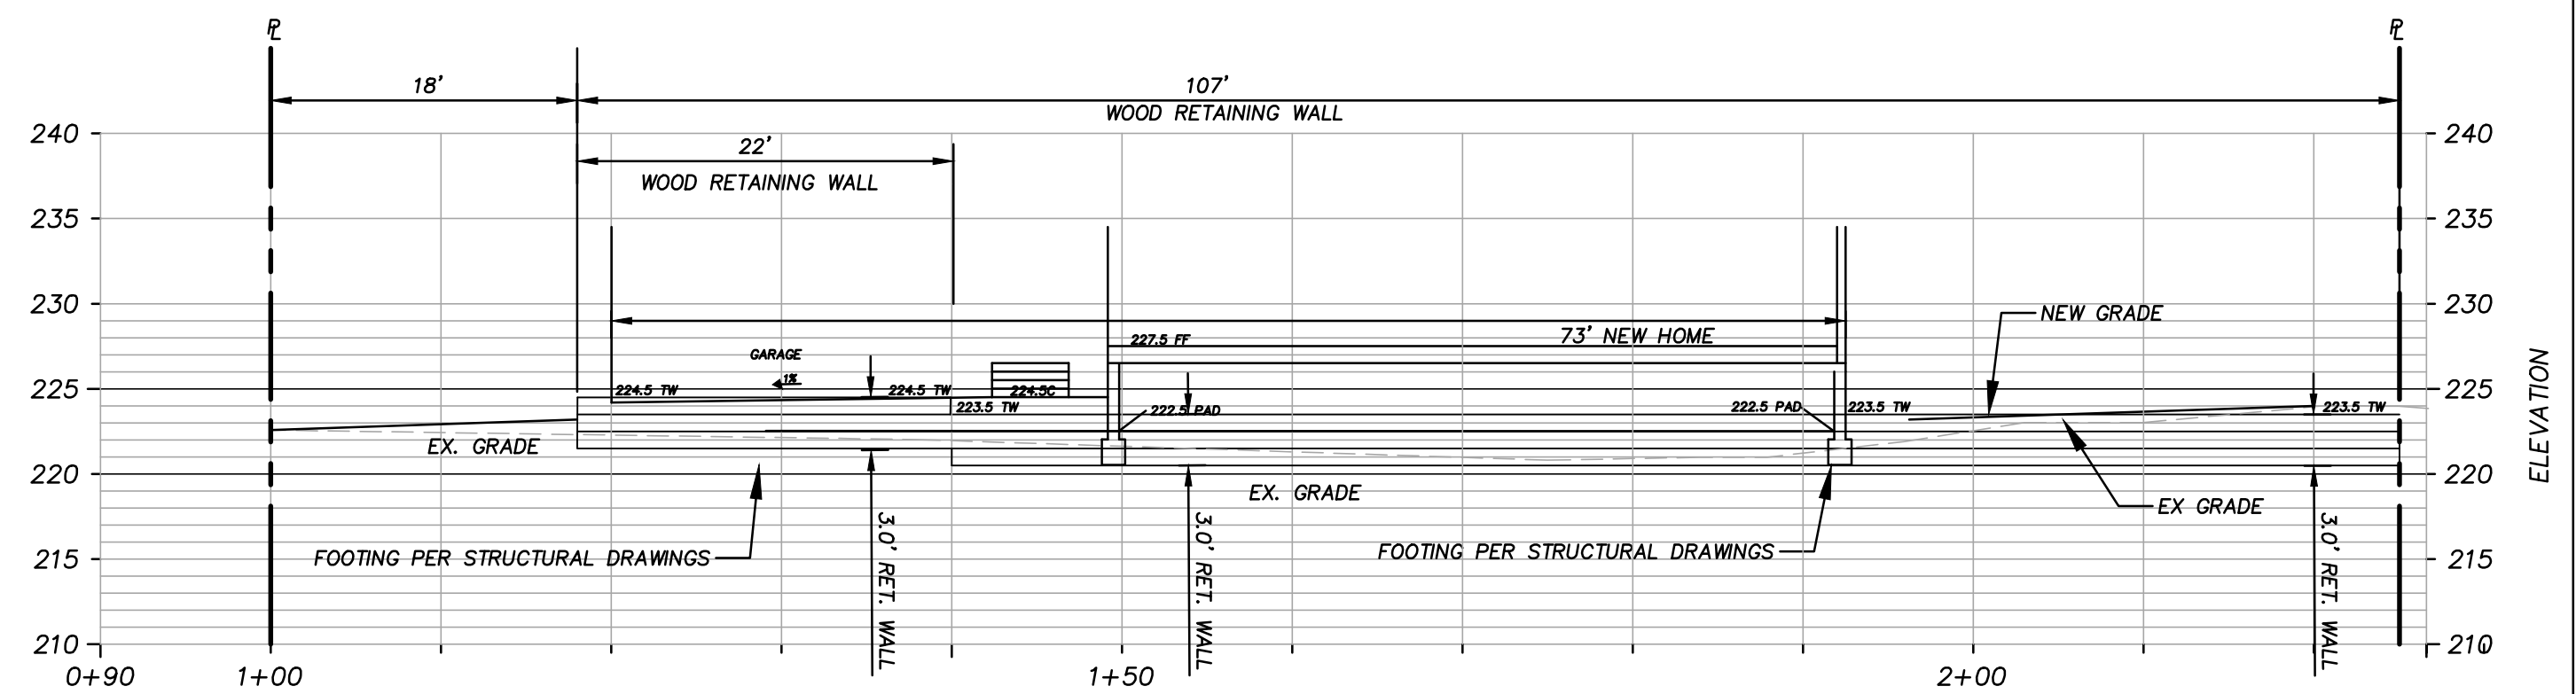 PL
PL
18'
107'
WOOD RETAINING WALL
240
240
22'
WOOD RETAINING WALL
235
235
230
230
NEW GRADE
73' NEW HOME
227.5 FF
GARAGE
1%
225
224.5 TW
224.5 TW
224.5C
225
223.5 TW
222.5 PAD
222.5 PAD
223.5 TW
223.5 TW
EX. GRADE
220
220
EX. GRADE
EX GRADE
ELEVATION
FOOTING PER STRUCTURAL DRAWINGS
FOOTING PER STRUCTURAL DRAWINGS
215
215
3.0' RET. WALL
3.0' RET. WALL
3.0' RET. WALL
210
210
0+90
1+00
1+50
2+00